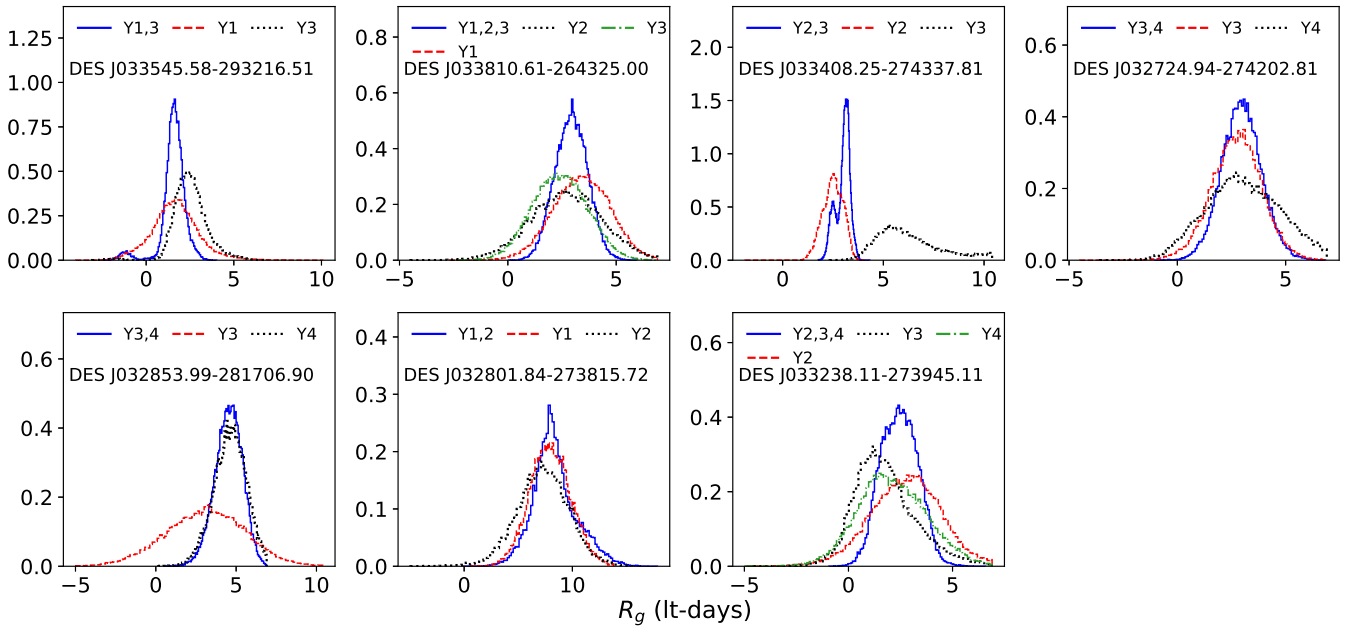 Y1,3 Y1 Y3
DES J033545.58-293216.51
1.25
1.00
0.75
0.50
0.25
0.00
0 5 10
Y1,2,3 Y2 Y3
Y1
DES J033810.61-264325.00
0.8
0.6
0.4
0.2
0.0
−5 0 5
Y2,3 Y2 Y3
DES J033408.25-274337.81
2.0
1.5
1.0
0.5
0.0
0 5 10
Y3,4 Y3 Y4
DES J032724.94-274202.81
0.6
0.4
0.2
0.0
−5 0 5
Y3,4 Y3 Y4
DES J032853.99-281706.90
0.6
0.4
0.2
0.0
−5 0 5 10
Y1,2 Y1 Y2
DES J032801.84-273815.72
0.4
0.3
0.2
0.1
0.0
0 10
Y2,3,4 Y3 Y4
Y2
DES J033238.11-273945.11
0.6
0.4
0.2
0.0
−5 0 5
R_g (lt-days)